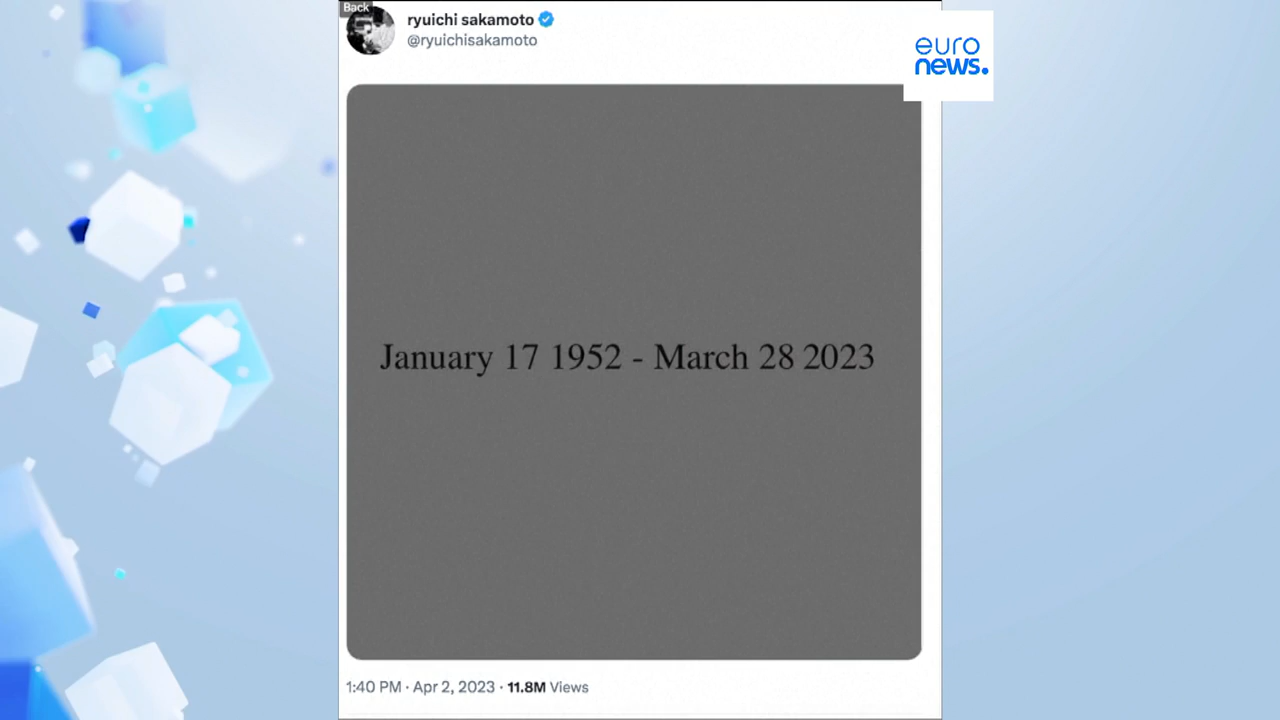 Back
ryuichi sakamoto
@ryuichisakamoto
euro
news.
January 17 1952 - March 28 2023
1:40 PM · Apr 2, 2023 · 11.8M Views